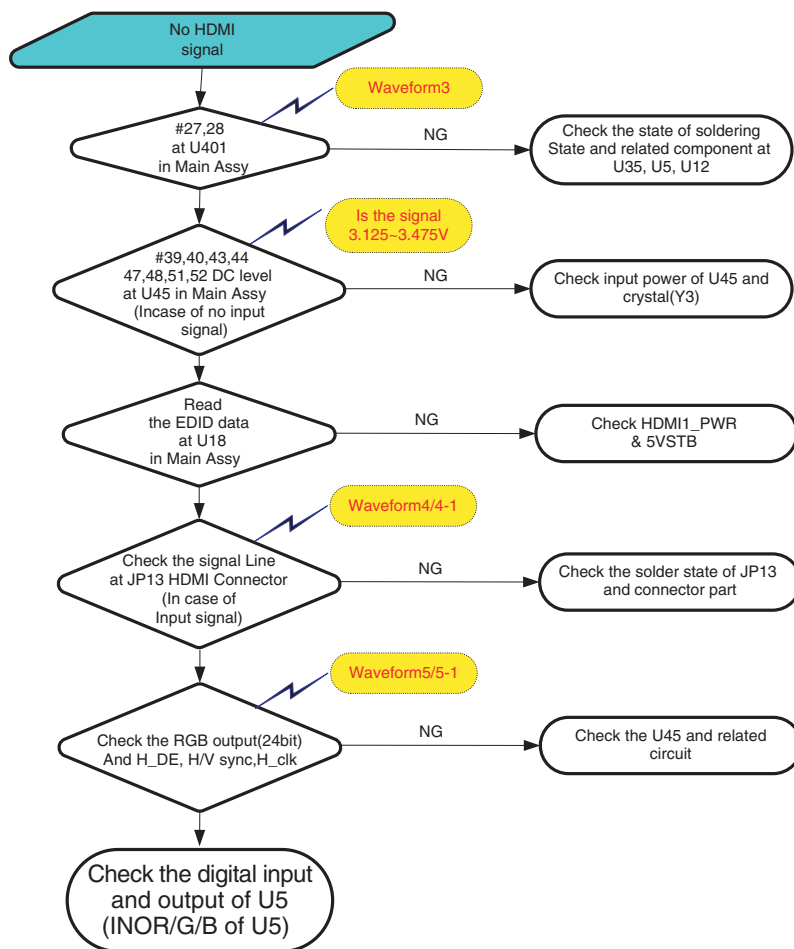 No HDMI
signal
Waveform3
#27,28
at U401
in Main Assy
NG
Check the state of soldering
State and related component at
U35, U5, U12
Is the signal
3.125~3.475V
#39,40,43,44
47,48,51,52 DC level
at U45 in Main Assy
(Incase of no input
signal)
NG
Check input power of U45 and
crystal(Y3)
Read
the EDID data
at U18
in Main Assy
NG
Check HDMI1_PWR
& 5VSTB
Waveform4/4-1
Check the signal Line
at JP13 HDMI Connector
(In case of
Input signal)
NG
Check the solder state of JP13
and connector part
Waveform5/5-1
Check the RGB output(24bit)
And H_DE, H/V sync,H_clk
NG
Check the U45 and related
circuit
Check the digital input
and output of U5
(INOR/G/B of U5)